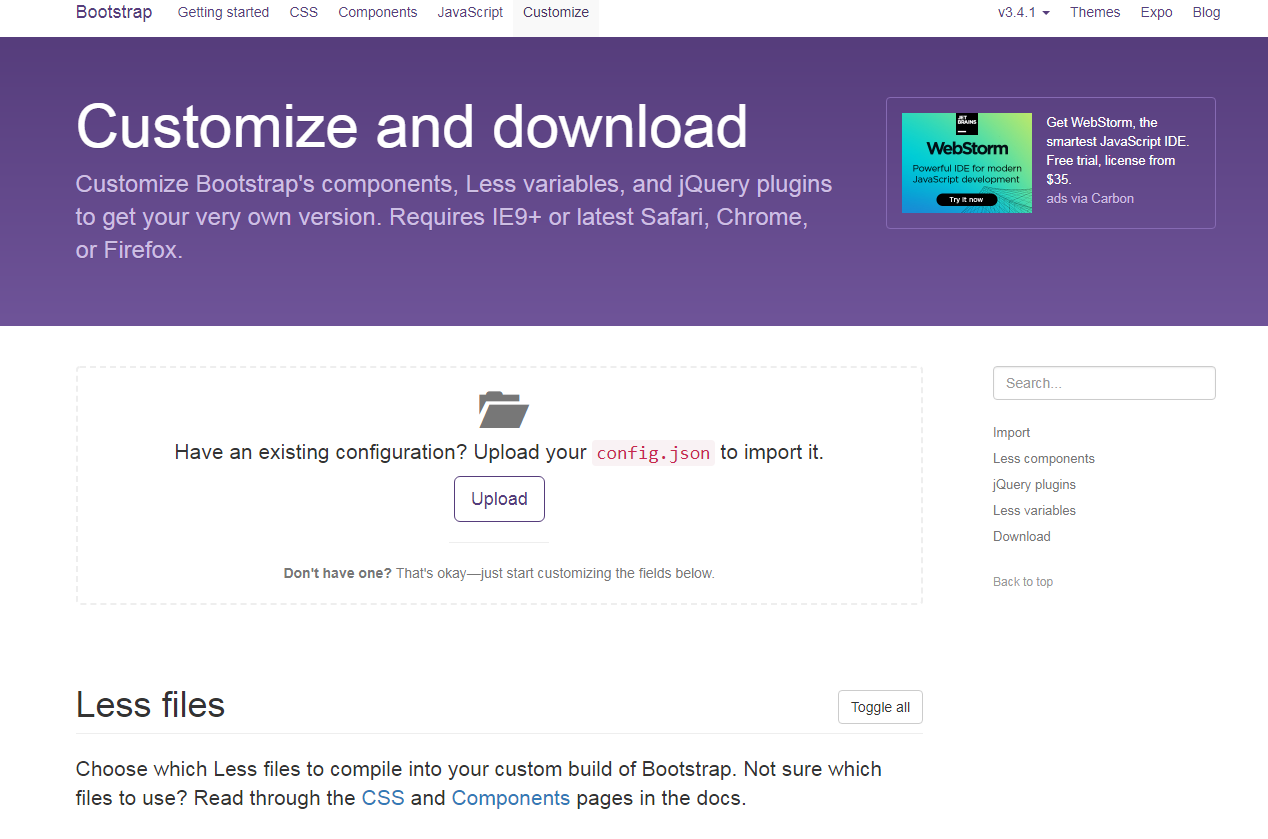 Bootstrap Getting started CSS Components JavaScript Customize v3.4.1 Themes Expo Blog
Customize and download
Customize Bootstrap's components, Less variables, and jQuery plugins
to get your very own version. Requires IE9+ or latest Safari, Chrome,
or Firefox.
JET
BRAINS
WebStorm
Powerful IDE for modern
JavaScript development
Try it now
Get WebStorm, the
smartest JavaScript IDE.
Free trial, license from
$35.
ads via Carbon
Have an existing configuration? Upload your config.json to import it.
Upload
Don't have one? That's okay—just start customizing the fields below.
Search...
Import
Less components
jQuery plugins
Less variables
Download
Back to top
Less files
Toggle all
Choose which Less files to compile into your custom build of Bootstrap. Not sure which
files to use? Read through the CSS and Components pages in the docs.